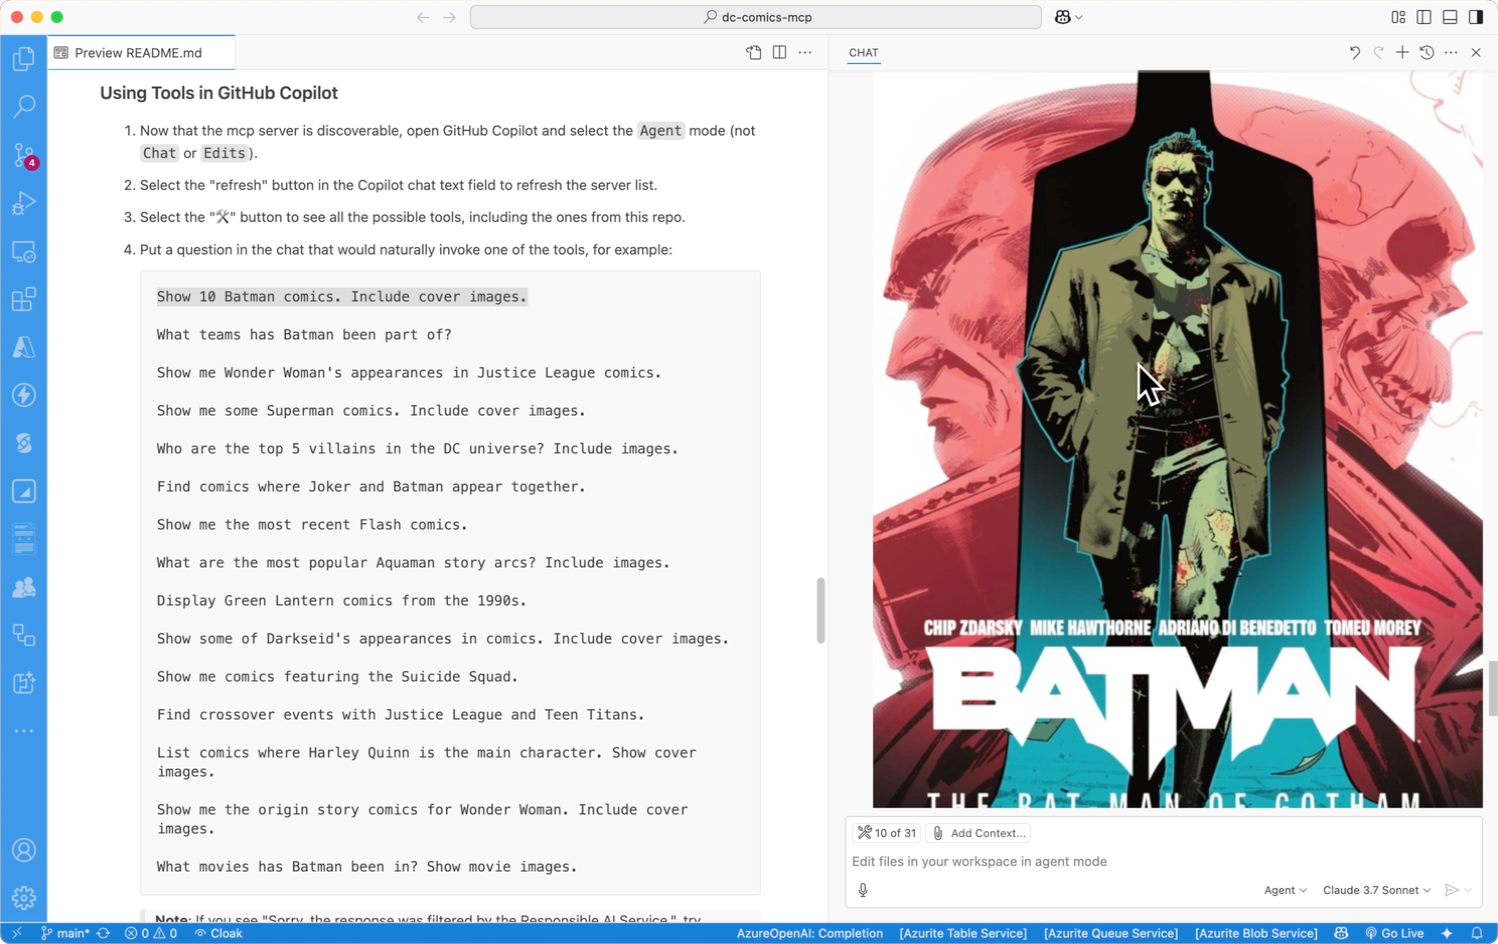 dc-comics-mcp
Preview README.md
CHAT
Using Tools in GitHub Copilot
1. Now that the mcp server is discoverable, open GitHub Copilot and select the Agent mode (not
Chat or Edits).
2. Select the "refresh" button in the Copilot chat text field to refresh the server list.
3. Select the "🛠" button to see all the possible tools, including the ones from this repo.
4. Put a question in the chat that would naturally invoke one of the tools, for example:
Show 10 Batman comics. Include cover images.
What teams has Batman been part of?
Show me Wonder Woman's appearances in Justice League comics.
Show me some Superman comics. Include cover images.
Who are the top 5 villains in the DC universe? Include images.
Find comics where Joker and Batman appear together.
Show me the most recent Flash comics.
What are the most popular Aquaman story arcs? Include images.
Display Green Lantern comics from the 1990s.
Show some of Darkseid's appearances in comics. Include cover images.
Show me comics featuring the Suicide Squad.
Find crossover events with Justice League and Teen Titans.
List comics where Harley Quinn is the main character. Show cover
images.
Show me the origin story comics for Wonder Woman. Include cover
images.
What movies has Batman been in? Show movie images.
Note: If you see "Sorry, the response was filtered by the Responsible AI Service.", try
4
CHIP ZDARSKY MIKE HAWTHORNE ADRIANO DI BENEDETTO TOMEU MOREY
BATMAN
THE BAT-MAN OF GOTHAM
10 of 31
Add Context...
Edit files in your workspace in agent mode
Agent
Claude 3.7 Sonnet
main*
0
0
Cloak
AzureOpenAI: Completion
[Azurite Table Service]
[Azurite Queue Service]
[Azurite Blob Service]
Go Live